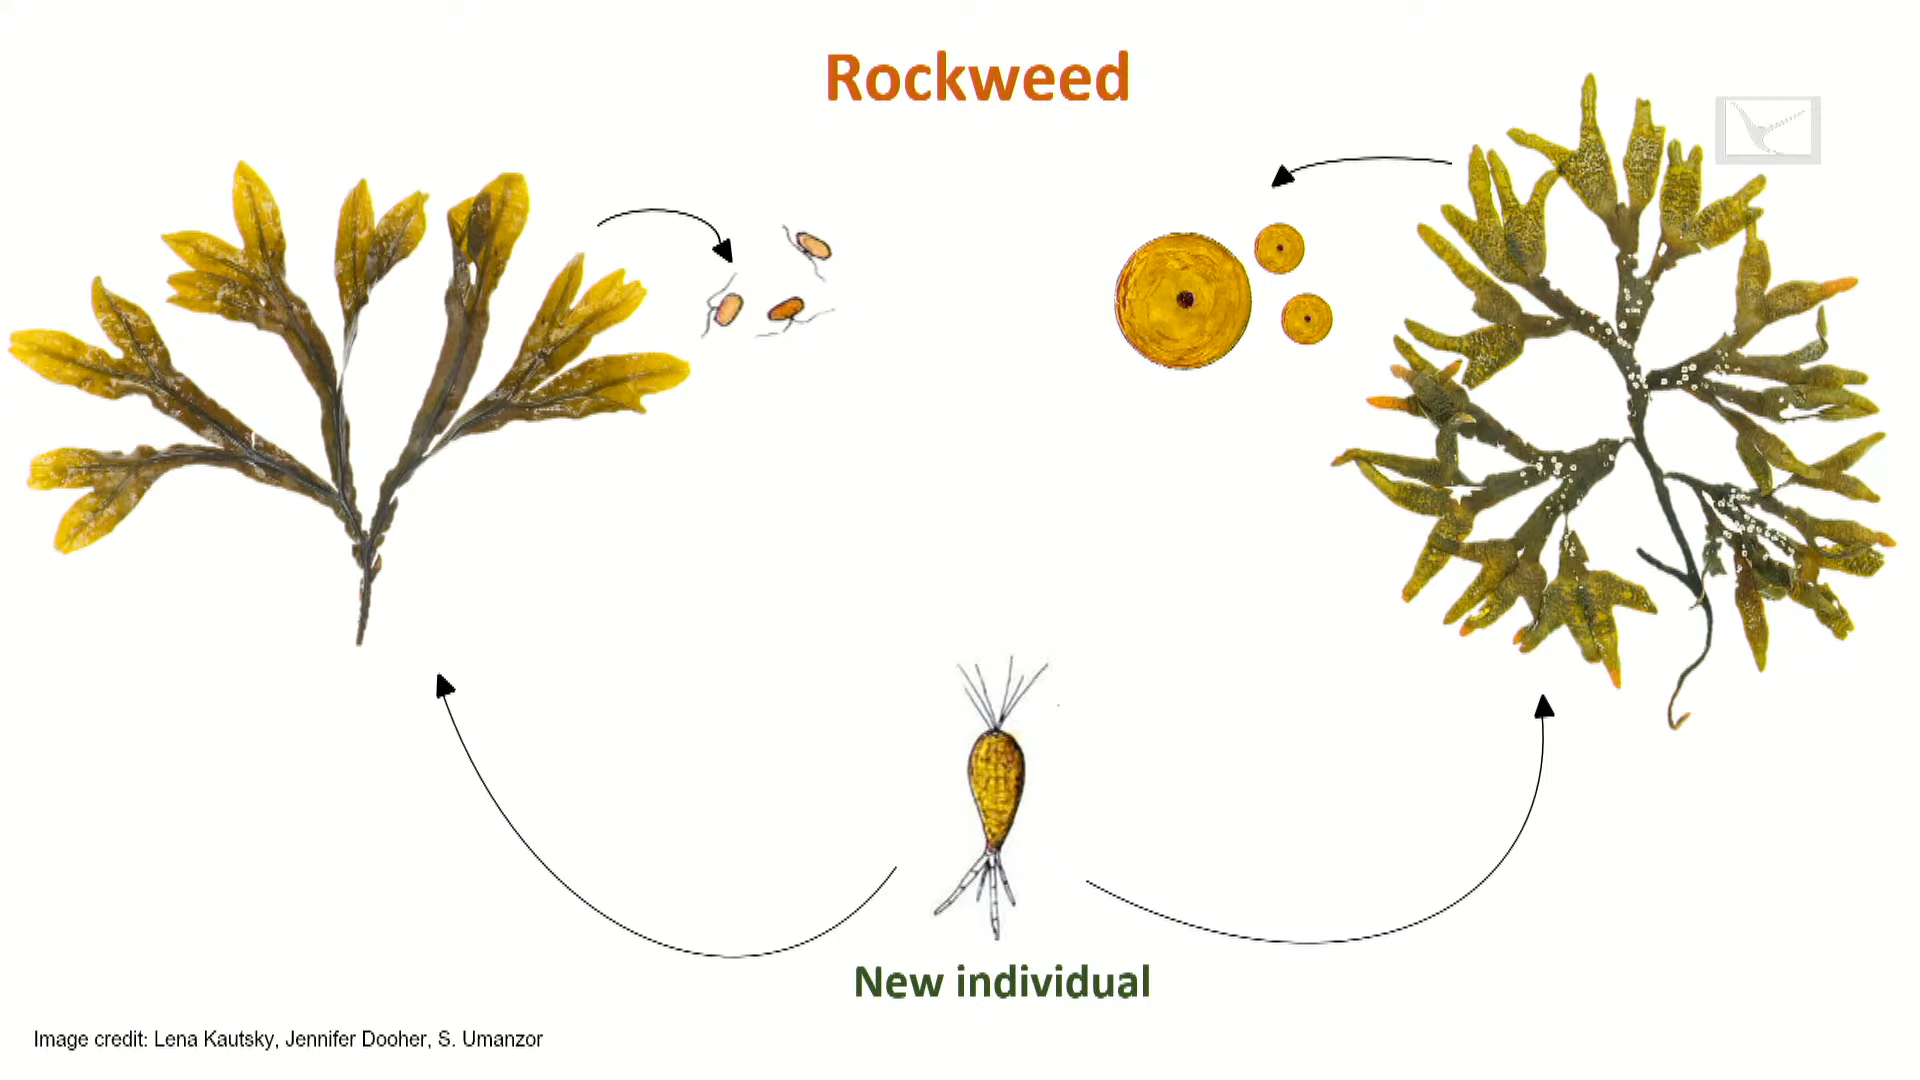 Rockweed
New individual
Image credit: Lena Kautsky, Jennifer Dooher, S. Umanzor